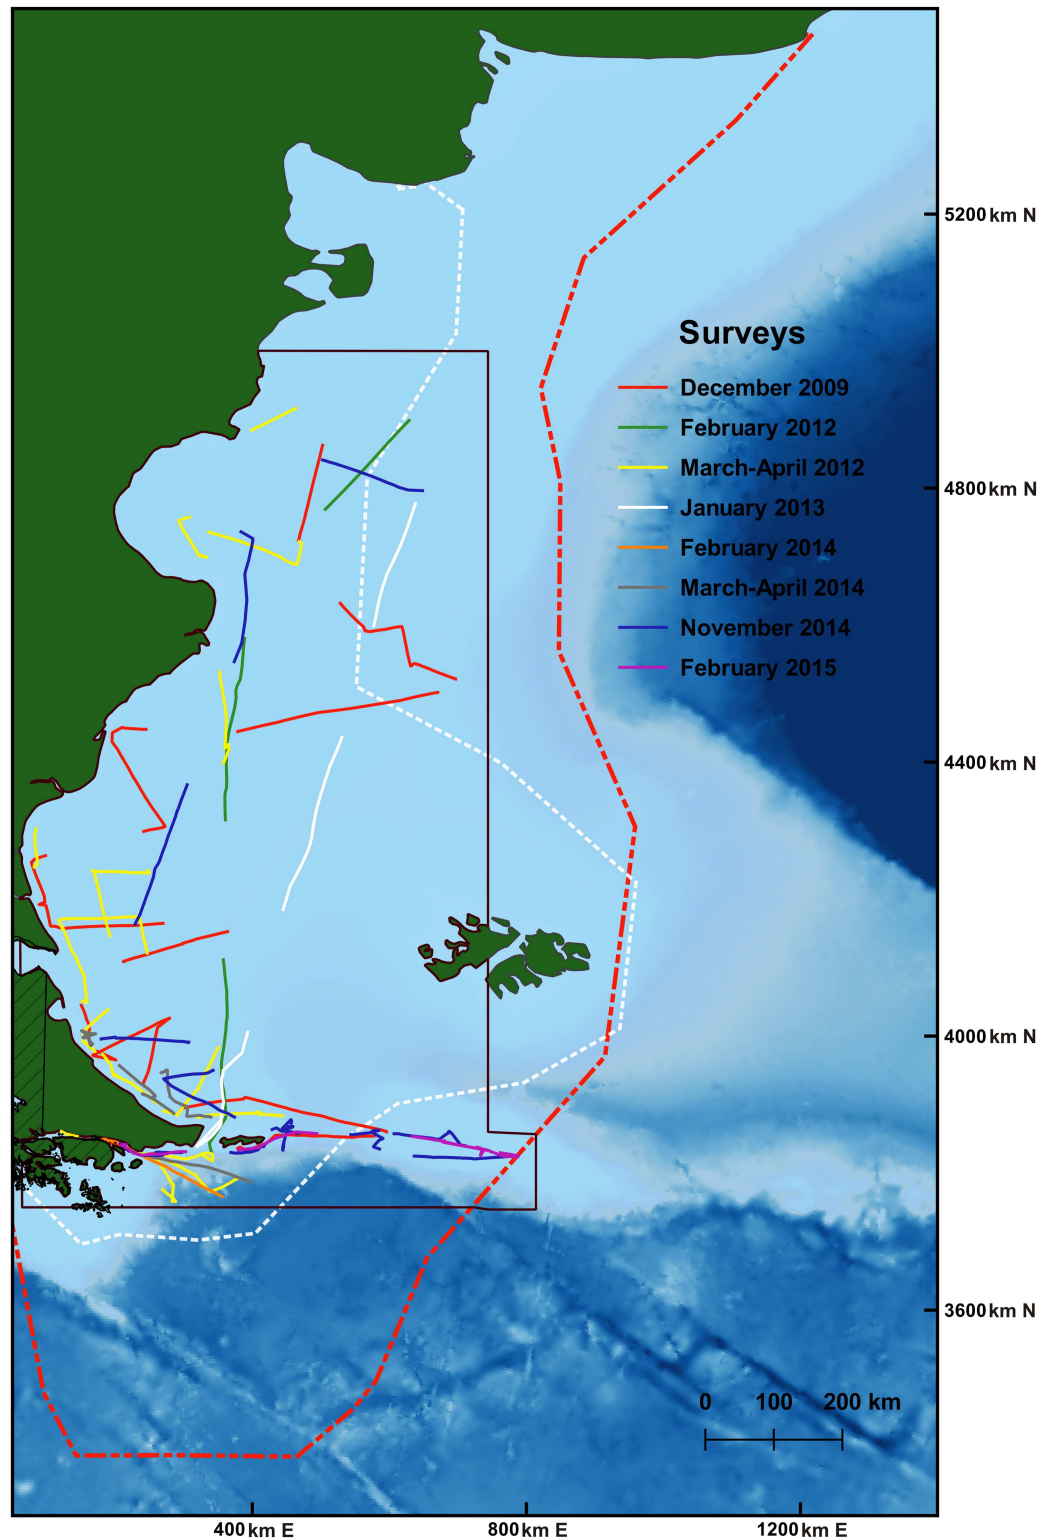 5200 km N
Surveys
December 2009
February 2012
March-April 2012
4800 km N
January 2013
February 2014
March-April 2014
November 2014
February 2015
4400 km N
4000 km N
3600 km N
0 100 200 km
400 km E 800 km E 1200 km E